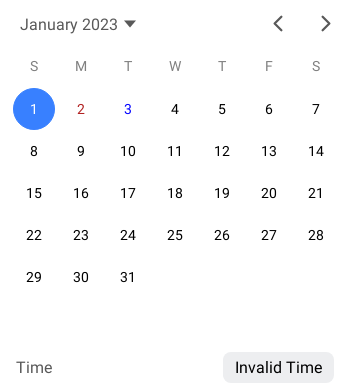 January 2023
S M T W T F S
1 2 3 4 5 6 7
8 9 10 11 12 13 14
15 16 17 18 19 20 21
22 23 24 25 26 27 28
29 30 31
Time Invalid Time